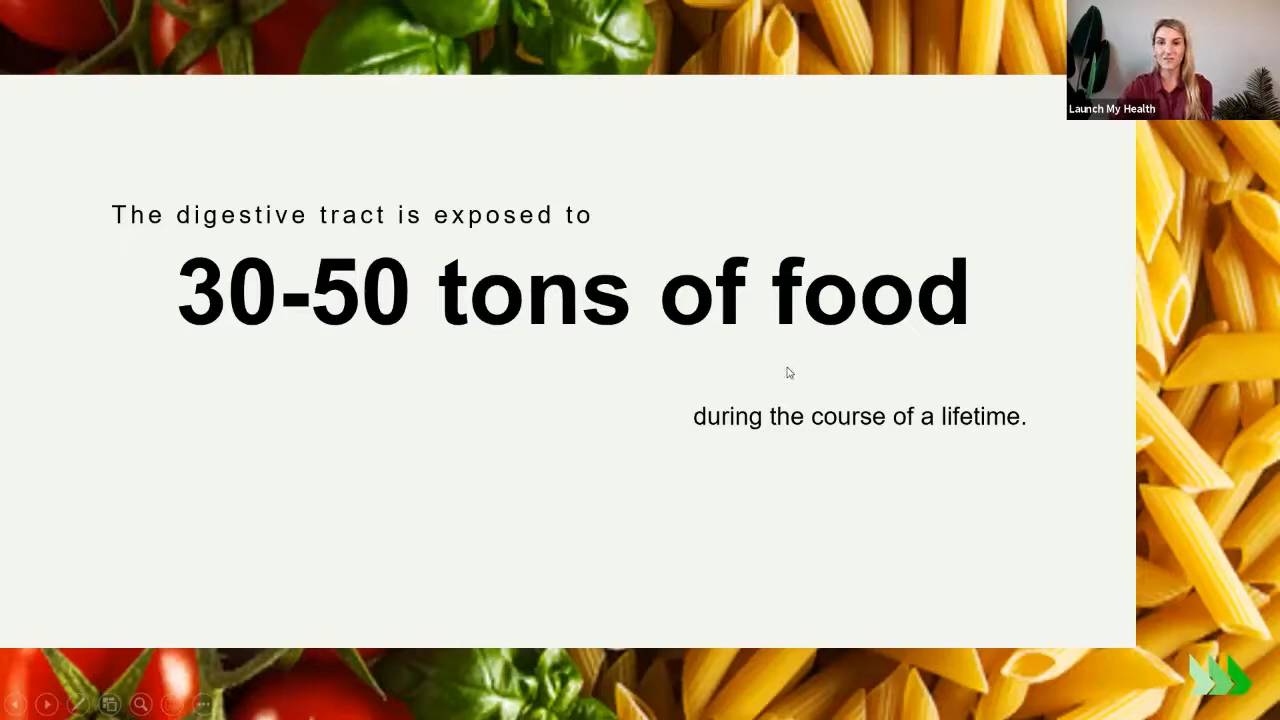 Launch My Health
The digestive tract is exposed to
30-50 tons of food
during the course of a lifetime.